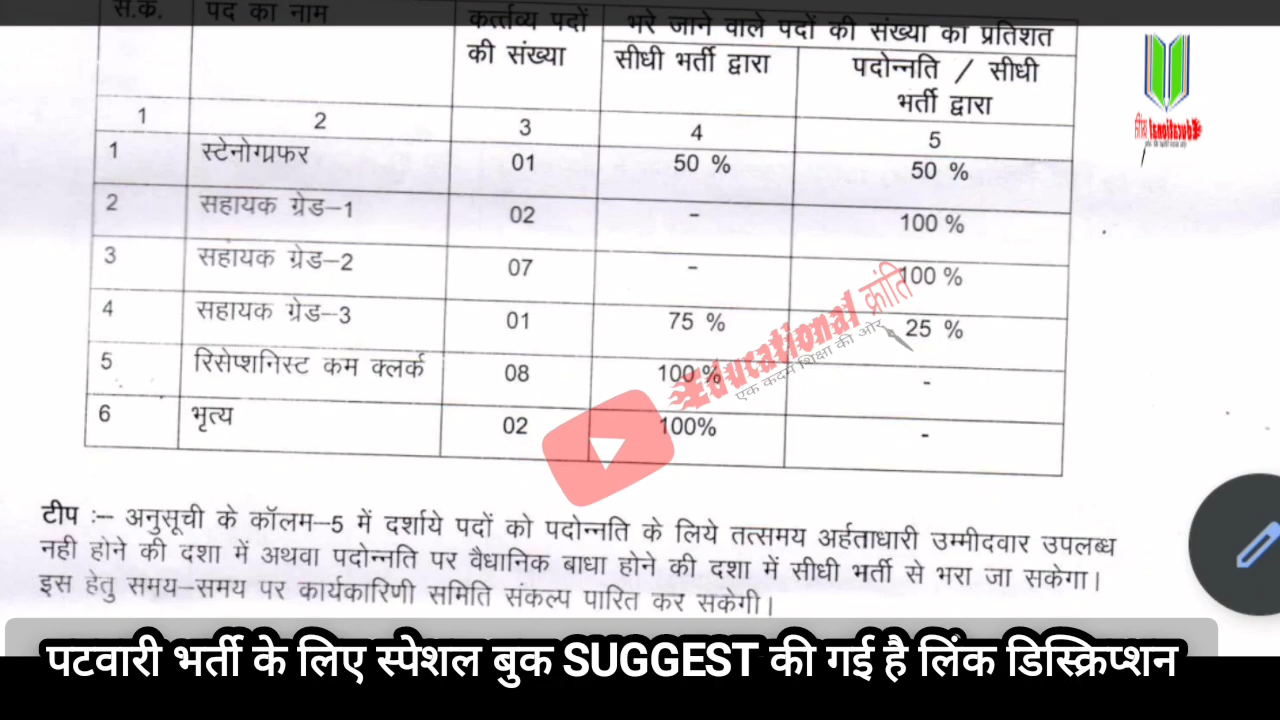 स.क. पद का नाम कर्त्तव्य पदों की संख्या भरे जाने वाले पदों की संख्या का प्रतिशत
सीधी भर्ती द्वारा पदोन्नति / सीधी भर्ती द्वारा
1 2 3 4 5
1 स्टेनोग्राफर 01 50 % 50 %
2 सहायक ग्रेड–1 02 - 100 %
3 सहायक ग्रेड–2 07 - 100 %
4 सहायक ग्रेड–3 01 75 % 25 %
5 रिसेप्शनिस्ट कम क्लर्क 08 100 % -
6 भृत्य 02 100% -
Educational क्रांति
एक कदम शिक्षा की ओर
टीप :– अनुसूची के कॉलम–5 में दर्शाये पदों को पदोन्नति के लिये तत्समय अर्हताधारी उम्मीदवार उपलब्ध
नही होने की दशा में अथवा पदोन्नति पर वैधानिक बाधा होने की दशा में सीधी भर्ती से भरा जा सकेगा।
इस हेतु समय–समय पर कार्यकारिणी समिति संकल्प पारित कर सकेगी।
पटवारी भर्ती के लिए स्पेशल बुक SUGGEST की गई है लिंक डिस्क्रिप्शन